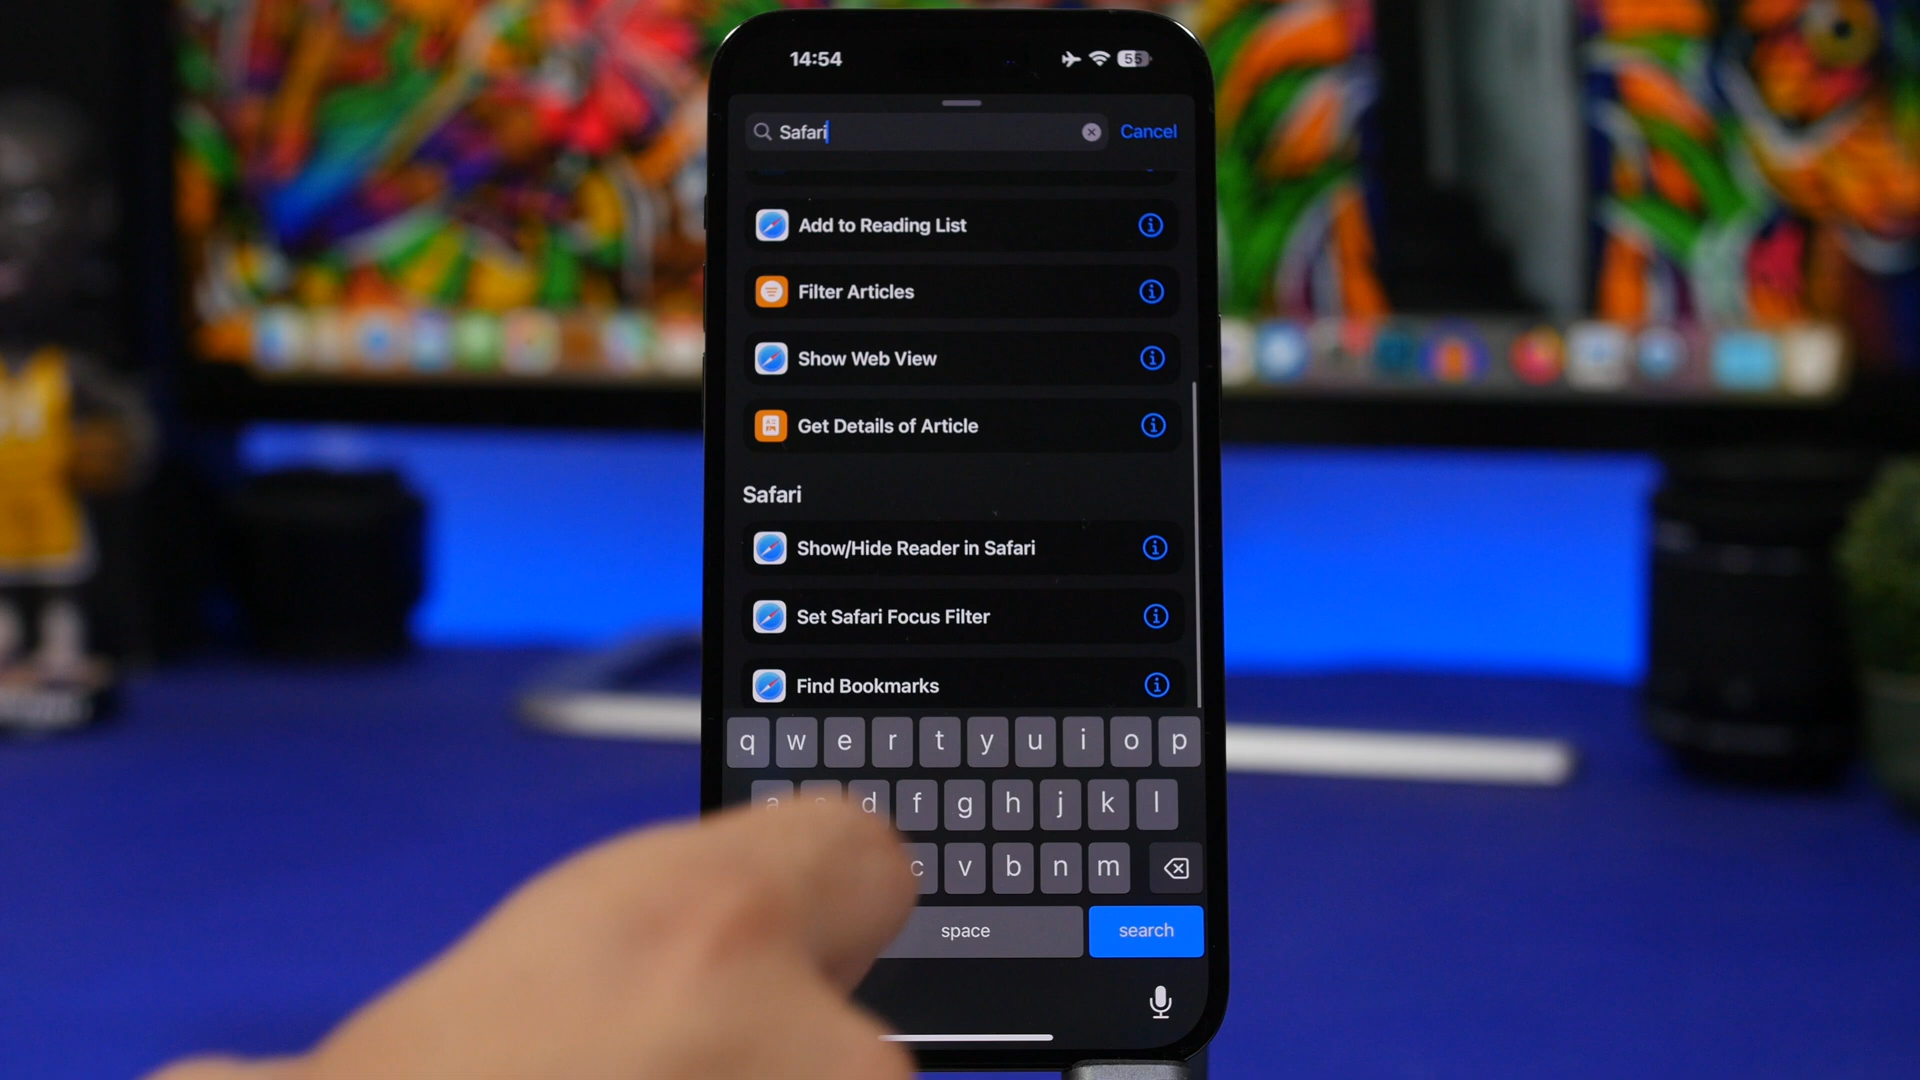 14:54 55
Safari Cancel
Add to Reading List
Filter Articles
Show Web View
Get Details of Article
Safari
Show/Hide Reader in Safari
Set Safari Focus Filter
Find Bookmarks
q w e r t y u i o p
a s d f g h j k l
c v b n m
space search